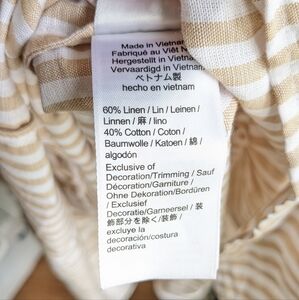 Made in Vietnam
Fabriqué au Viêt N
Hergestellt in Vietnam
Vervaardigd in Vietnam
ベトナム製
hecho en vietnam
60% Linen / Lin / Leinen /
Linnen / 麻 / lino
40% Cotton / Coton /
Baumwolle / Katoen / 綿 /
algodón
Exclusive of
Decoration/Trimming / Sauf
Décoration/Garniture /
Ohne Dekoration/Bordüren
/ Exclusief
Decoratie/Garneersel / 装
飾部分を除く/装飾 /
excluye la
decoración/costura
decorativa